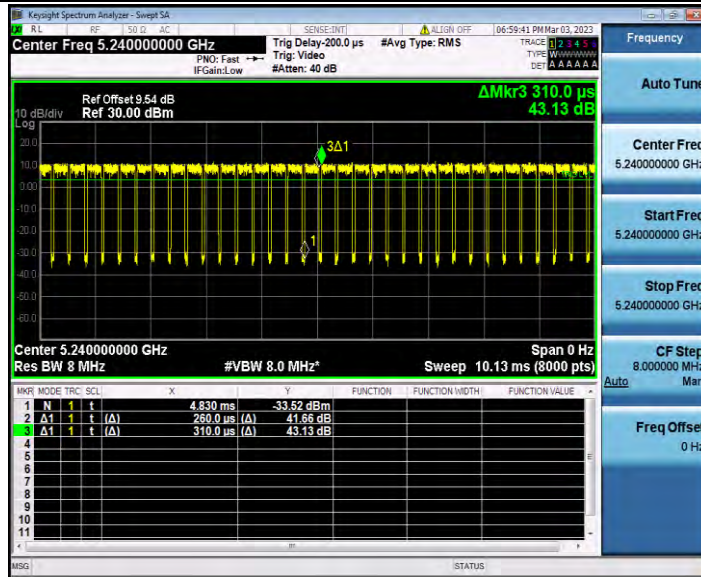 Keysight Spectrum Analyzer - Swept SA
RL RF 50 Ω AC SENSE:INT ALIGN OFF 06:59:41 PM Mar 03, 2023
Center Freq 5.240000000 GHz Trig Delay-200.0 µs #Avg Type: RMS TRACE 1 2 3 4 5 6
PNO: Fast Trig: Video TYPE W
IFGain:Low #Atten: 40 dB DET A A A A A A
Ref Offset 9.54 dB ΔMkr3 310.0 µs
10 dB/div Ref 30.00 dBm 43.13 dB
Log
20.0
10.0
0.00
-10.0
-20.0
-30.0
-40.0
-50.0
-60.0
3Δ1
1
Center 5.240000000 GHz Span 0 Hz
Res BW 8 MHz #VBW 8.0 MHz* Sweep 10.13 ms (8000 pts)
MKR MODE TRC SCL X Y FUNCTION FUNCTION WIDTH FUNCTION VALUE
1 N 1 t 4.830 ms -33.52 dBm
2 Δ1 1 t (Δ) 260.0 µs (Δ) 41.66 dB
3 Δ1 1 t (Δ) 310.0 µs (Δ) 43.13 dB
4
5
6
7
8
9
10
11
MSG STATUS
Frequency
Auto Tune
Center Freq
5.240000000 GHz
Start Freq
5.240000000 GHz
Stop Freq
5.240000000 GHz
CF Step
8.000000 MHz
Auto Man
Freq Offset
0 Hz